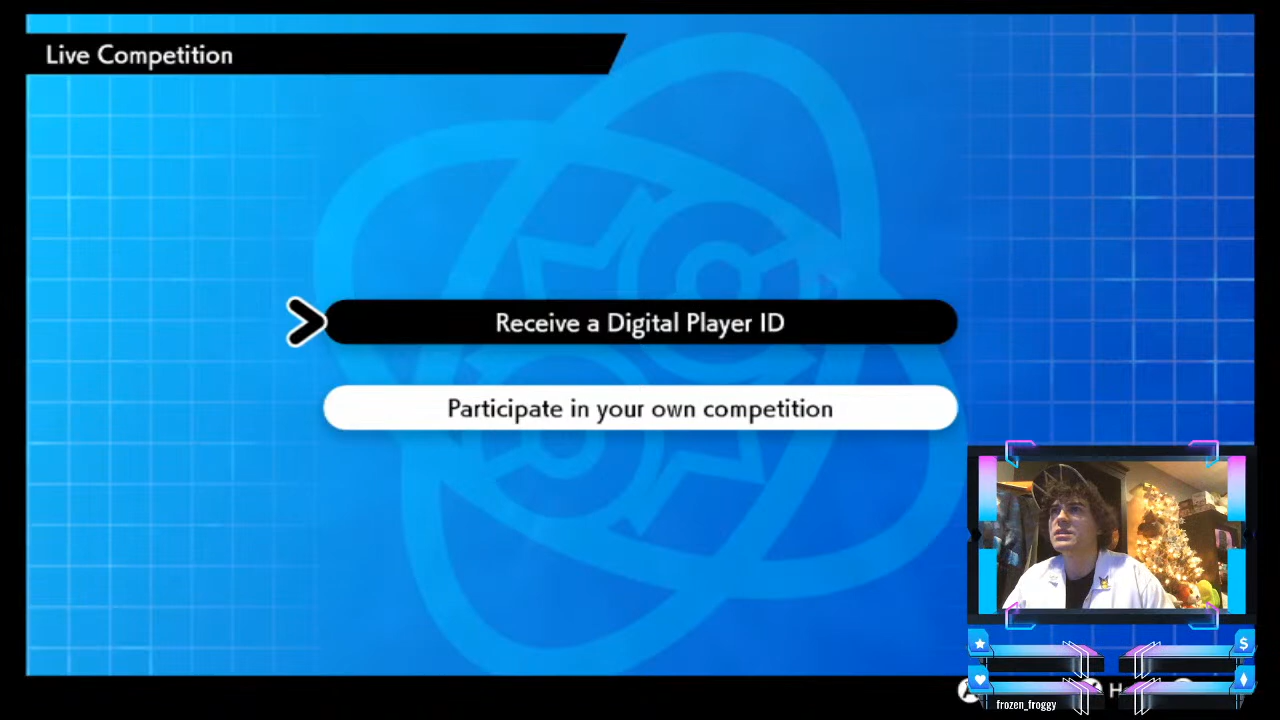 Live Competition
Receive a Digital Player ID
Participate in your own competition
$
frozen_froggy